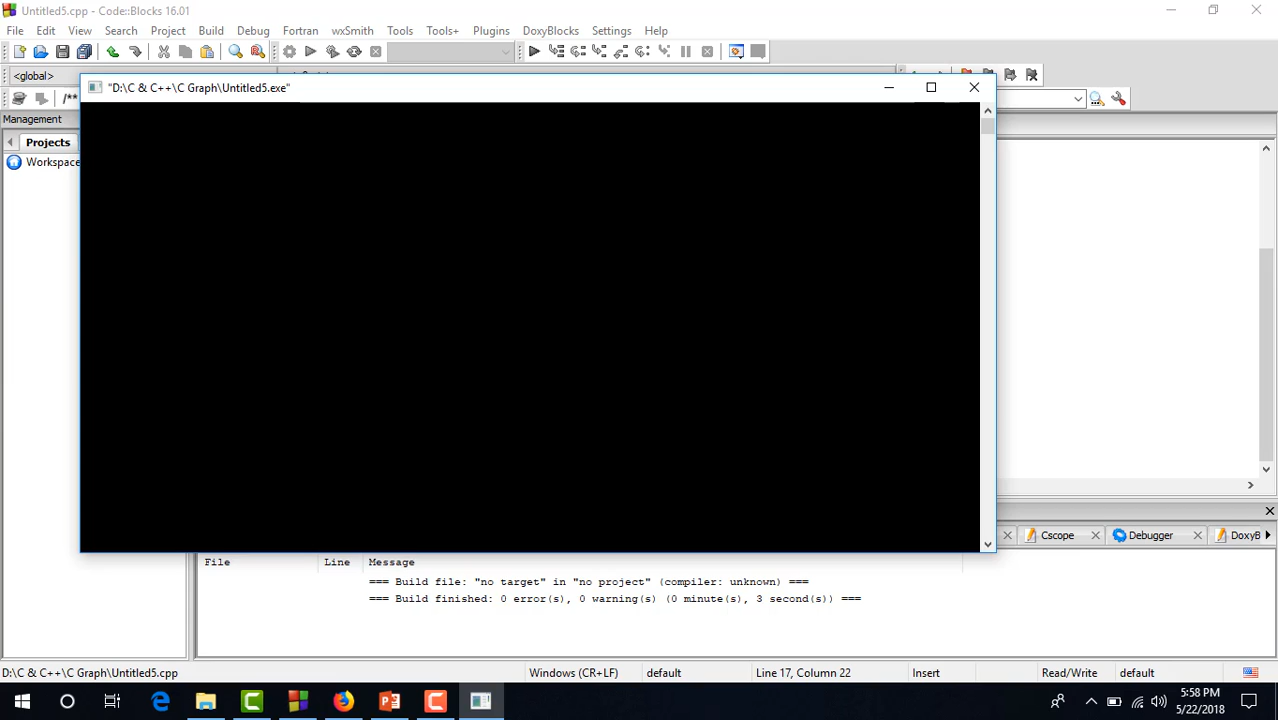 Untitled5.cpp - Code::Blocks 16.01
File Edit View Search Project Build Debug Fortran wxSmith Tools Tools+ Plugins DoxyBlocks Settings Help
<global>
"D:\C & C++\C Graph\Untitled5.exe"
/**
Management
Projects
Workspace
Cscope Debugger DoxyB
File Line Message
=== Build file: "no target" in "no project" (compiler: unknown) ===
=== Build finished: 0 error(s), 0 warning(s) (0 minute(s), 3 second(s)) ===
D:\C & C++\C Graph\Untitled5.cpp Windows (CR+LF) default Line 17, Column 22 Insert Read/Write default
5:58 PM
5/22/2018